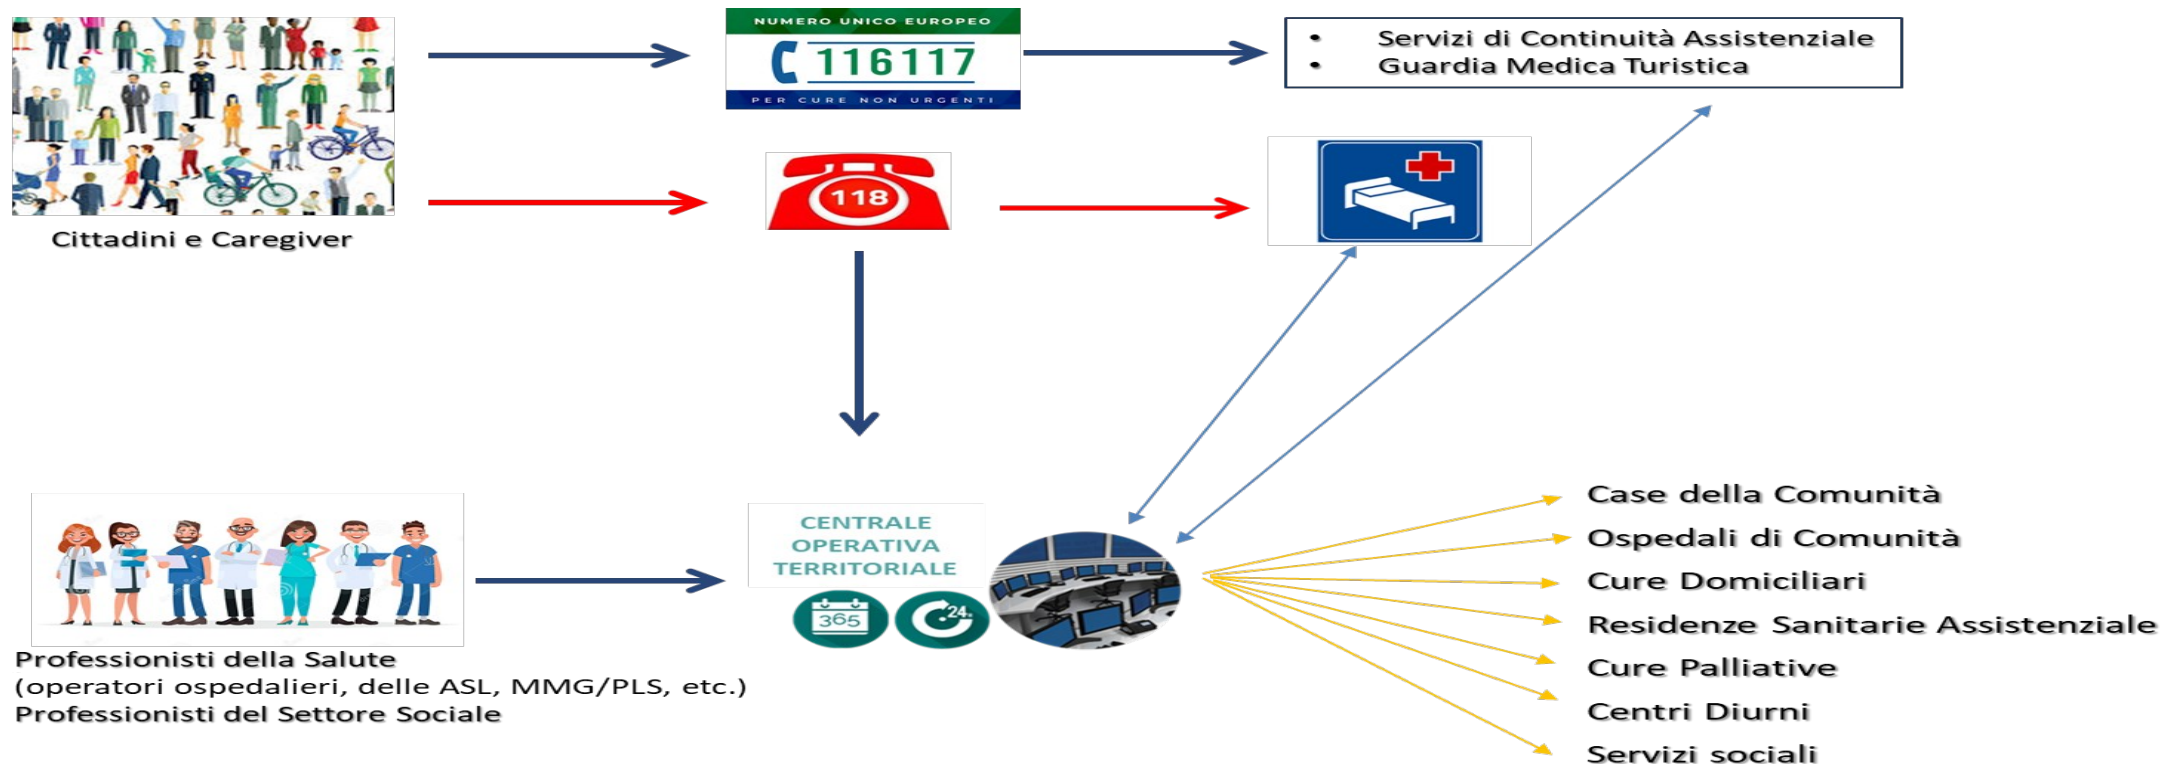 NUMERO UNICO EUROPEO
116117
PER CURE NON URGENTI
• Servizi di Continuità Assistenziale
• Guardia Medica Turistica
118
Cittadini e Caregiver
CENTRALE
OPERATIVA
TERRITORIALE
365
24
Case della Comunità
Ospedali di Comunità
Cure Domiciliari
Residenze Sanitarie Assistenziale
Cure Palliative
Centri Diurni
Servizi sociali
Professionisti della Salute
(operatori ospedalieri, delle ASL, MMG/PLS, etc.)
Professionisti del Settore Sociale